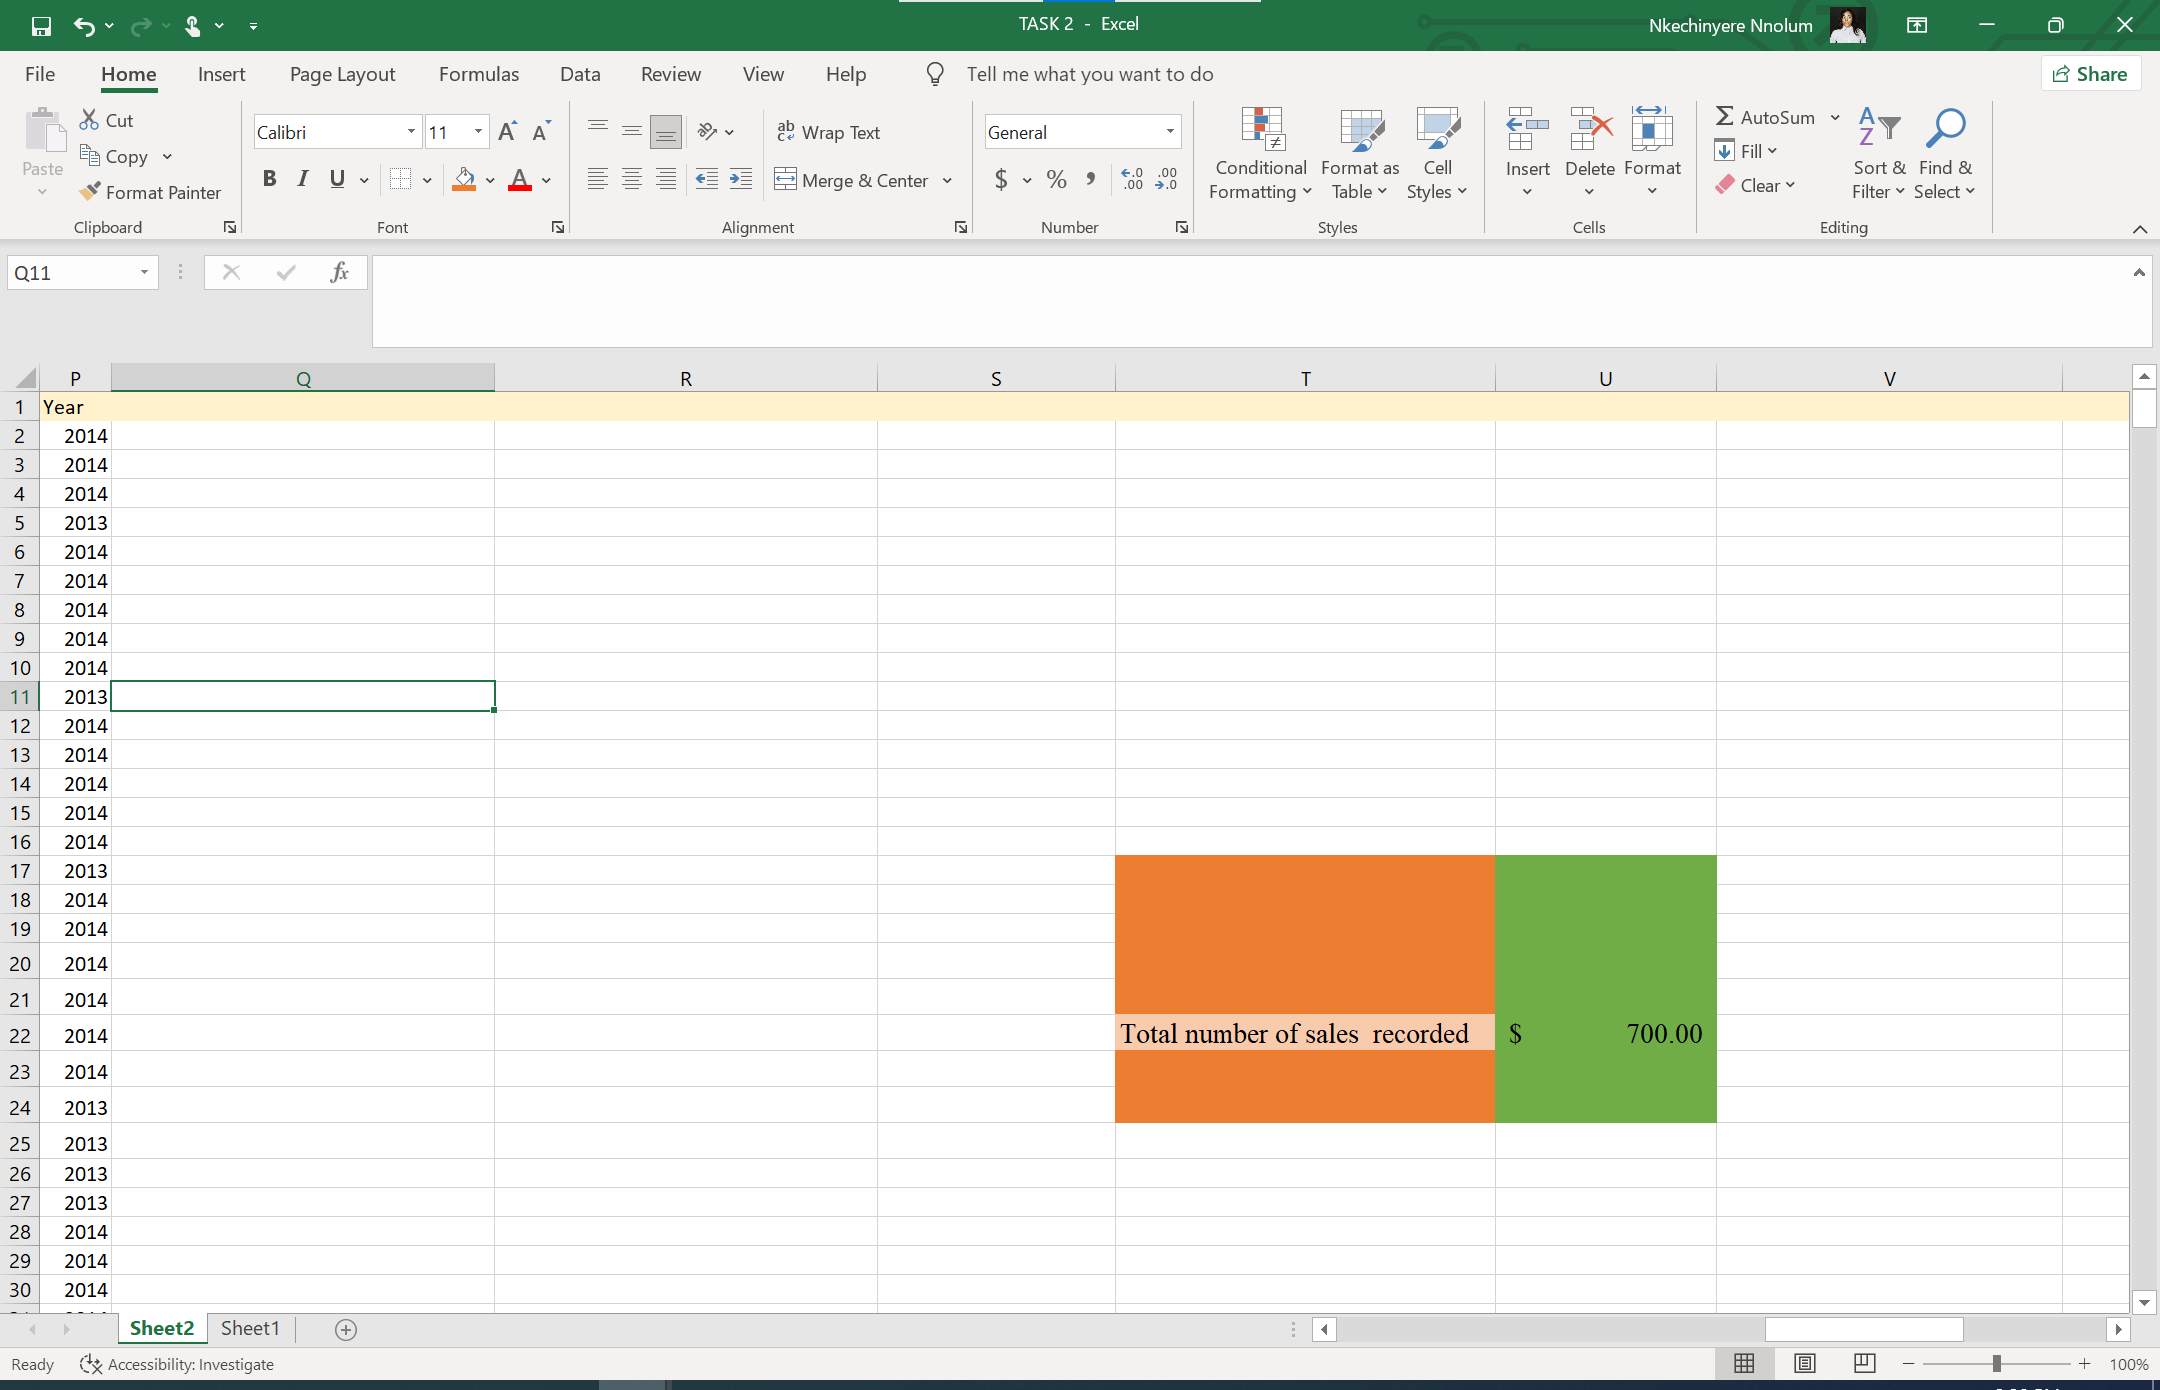 TASK 2 - Excel
Nkechinyere Nnolum
File Home Insert Page Layout Formulas Data Review View Help Tell me what you want to do Share
Paste
Cut
Copy
Format Painter
Clipboard
Calibri 11
B I U A
Font
Wrap Text
Merge & Center
Alignment
General
$ % 9
Number
Conditional Formatting
Format as Table
Cell Styles
Styles
Insert Delete Format
Cells
AutoSum
Fill
Clear
Sort & Filter
Find & Select
Editing
Q11 fx
P Q R S T U V
1 Year
2 2014
3 2014
4 2014
5 2013
6 2014
7 2014
8 2014
9 2014
10 2014
11 2013
12 2014
13 2014
14 2014
15 2014
16 2014
17 2013
18 2014
19 2014
20 2014
21 2014
22 2014 Total number of sales recorded $ 700.00
23 2014
24 2013
25 2013
26 2013
27 2013
28 2014
29 2014
30 2014
Sheet2 Sheet1
Ready Accessibility: Investigate 100%